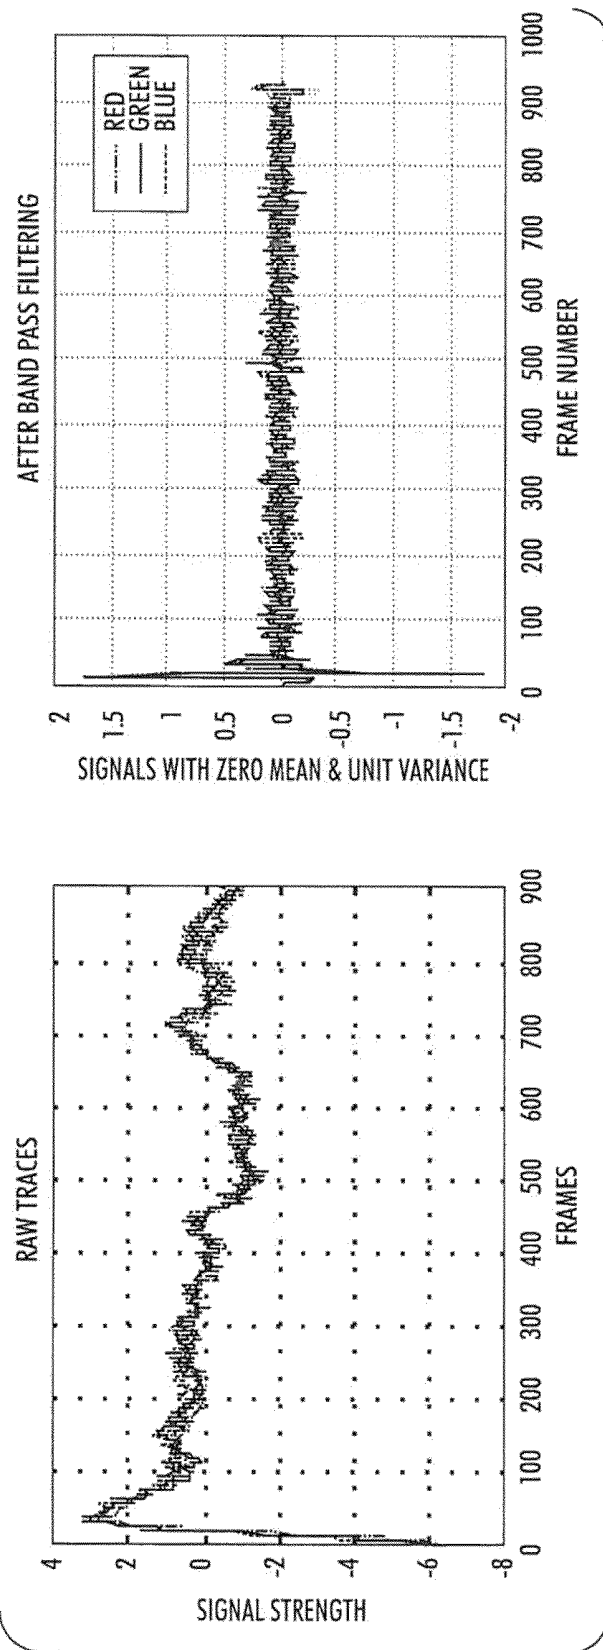 RAW TRACES
SIGNAL STRENGTH
4
2
0
-2
-4
-6
-8
0 100 200 300 400 500 600 700 800 900
FRAMES
AFTER BAND PASS FILTERING
SIGNALS WITH ZERO MEAN & UNIT VARIANCE
2
1.5
1
0.5
0
-0.5
-1
-1.5
-2
RED
GREEN
BLUE
0 100 200 300 400 500 600 700 800 900 1000
FRAME NUMBER